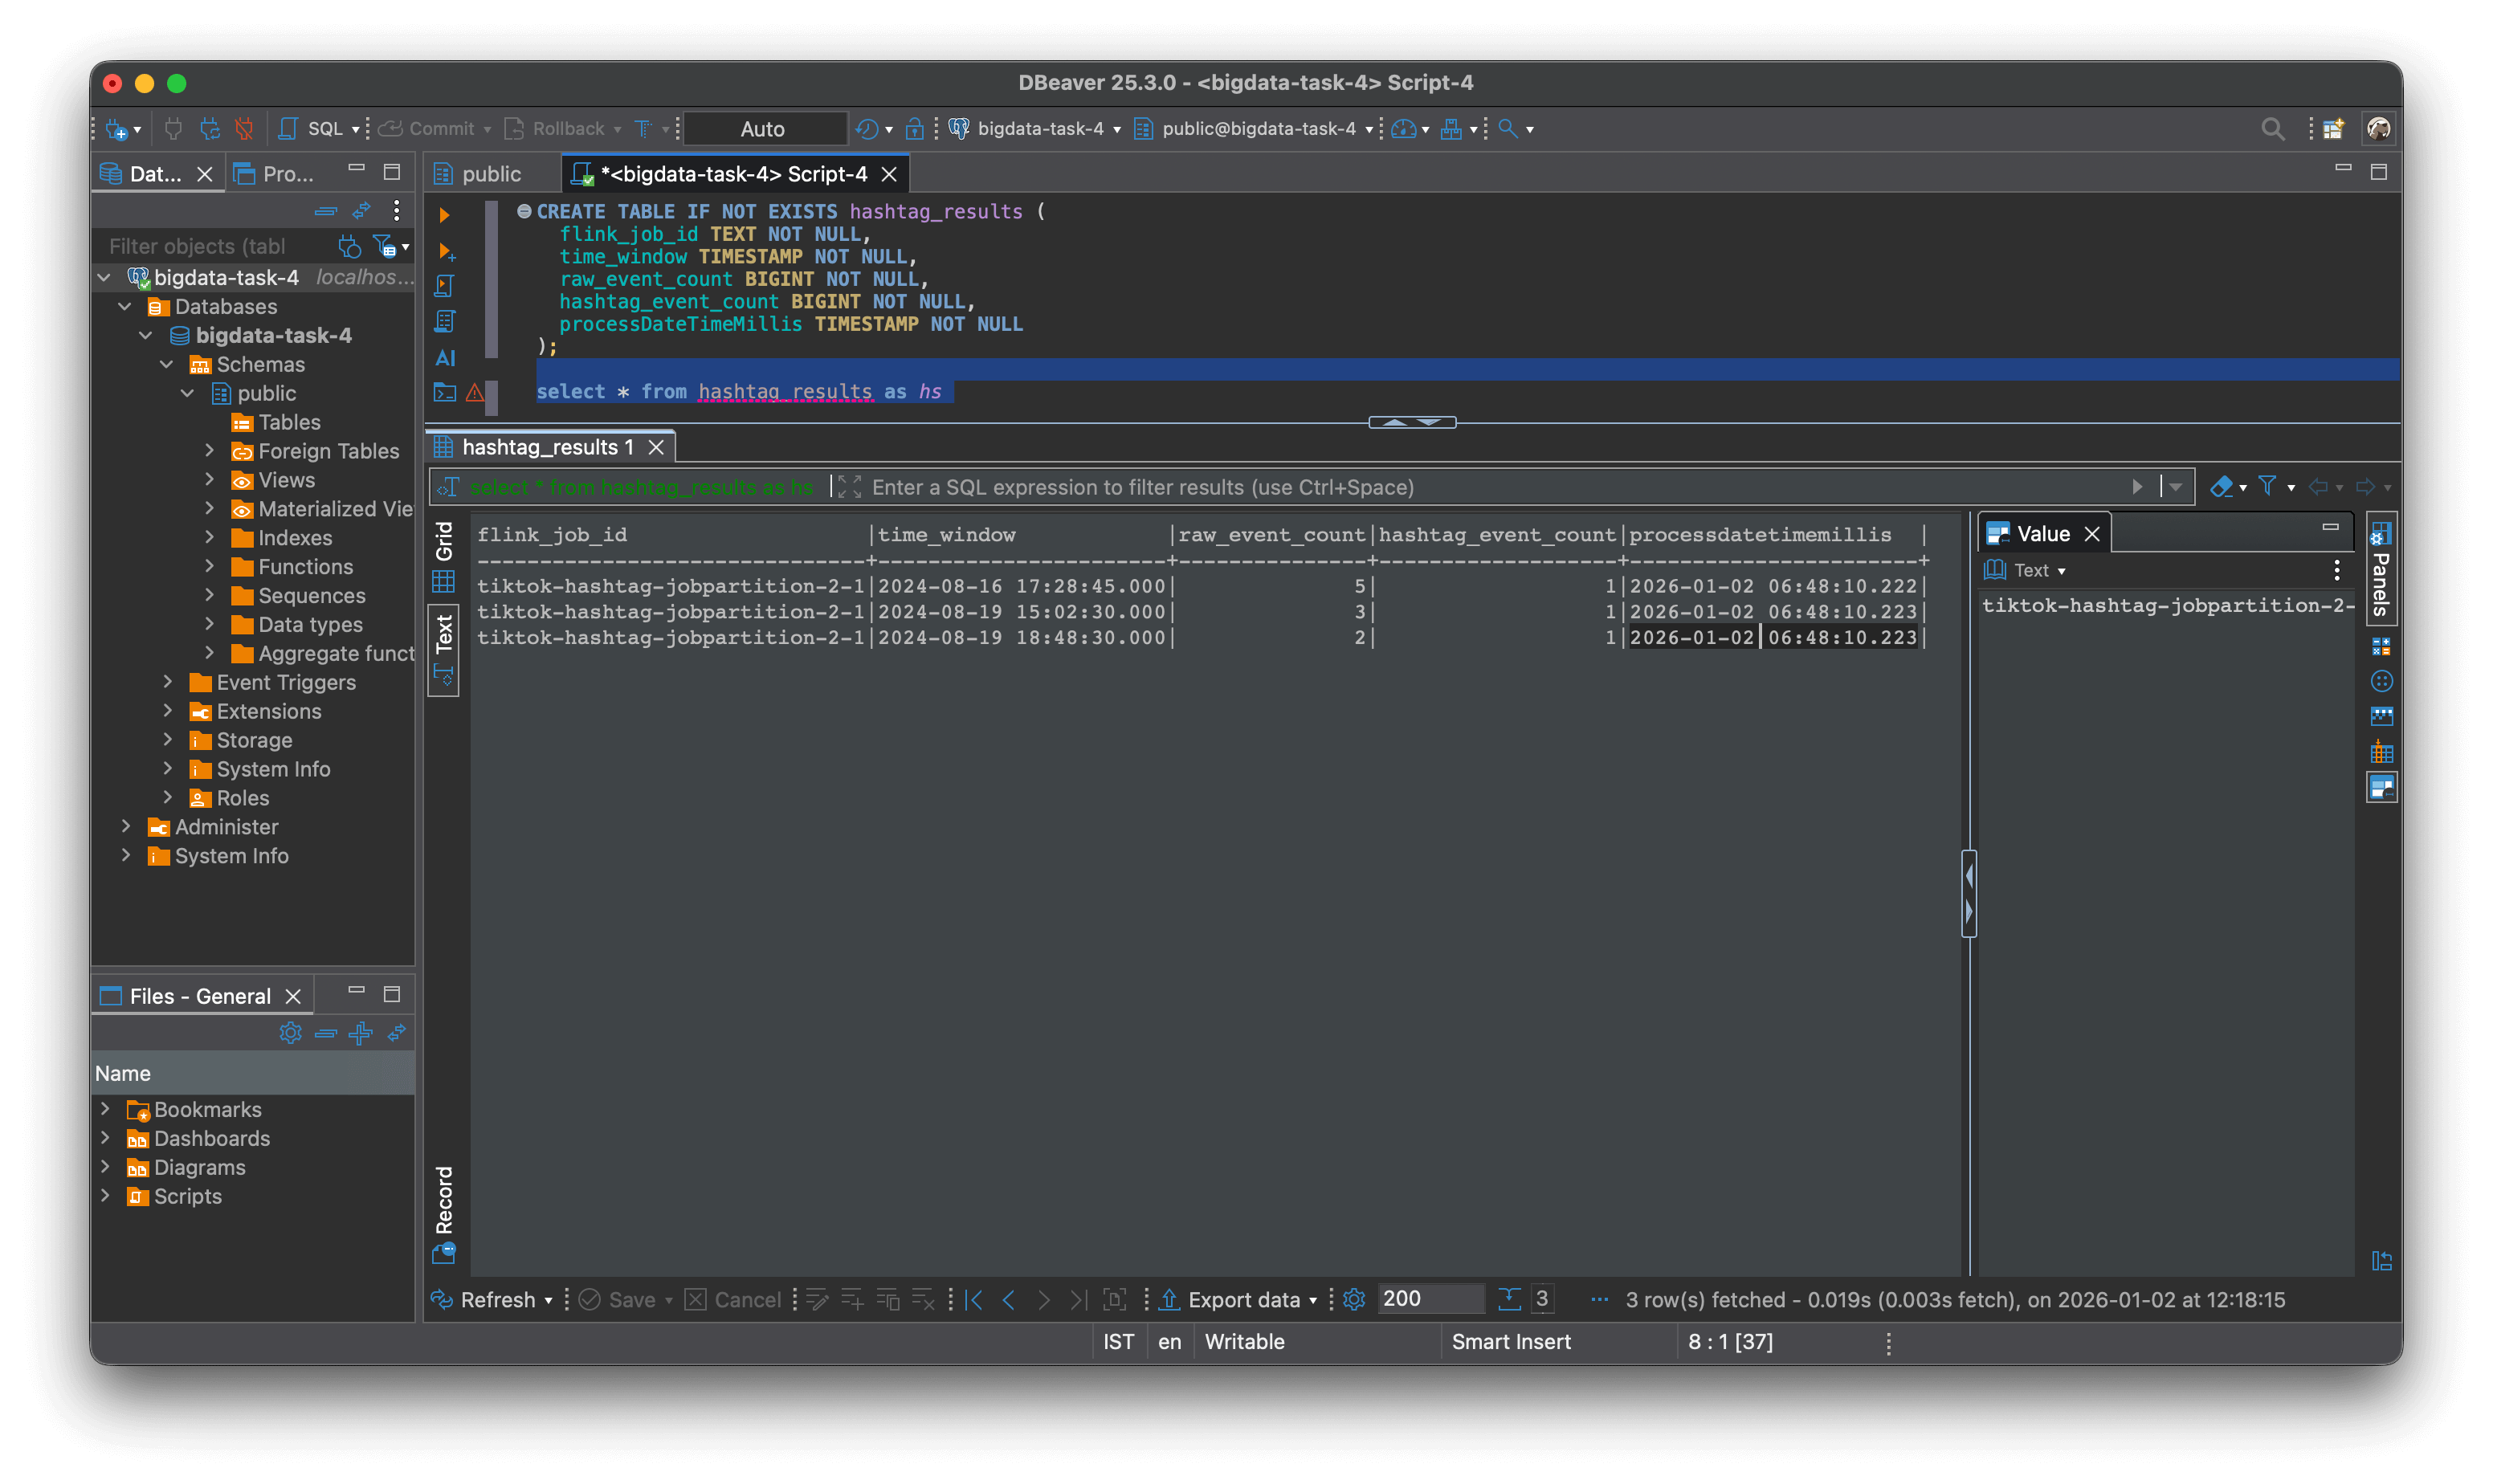 DBeaver 25.3.0 - <bigdata-task-4> Script-4
SQL Commit Rollback Auto bigdata-task-4 public@bigdata-task-4
Dat... Pro...
Filter objects (tabl
bigdata-task-4 localhos...
Databases
bigdata-task-4
Schemas
public
Tables
Foreign Tables
Views
Materialized Vie
Indexes
Functions
Sequences
Data types
Aggregate funct
Event Triggers
Extensions
Storage
System Info
Roles
Administer
System Info
Files - General
Name
Bookmarks
Dashboards
Diagrams
Scripts
public *<bigdata-task-4> Script-4
CREATE TABLE IF NOT EXISTS hashtag_results (
flink_job_id TEXT NOT NULL,
time_window TIMESTAMP NOT NULL,
raw_event_count BIGINT NOT NULL,
hashtag_event_count BIGINT NOT NULL,
processDateTimeMillis TIMESTAMP NOT NULL
);
AI
select * from hashtag_results as hs
hashtag_results 1
select * from hashtag_results as hs Enter a SQL expression to filter results (use Ctrl+Space)
Grid
Text
Record
flink_job_id |time_window |raw_event_count|hashtag_event_count|processdatetimemillis |
---------------------------------+-----------------------+---------------+-------------------+-----------------------+
tiktok-hashtag-jobpartition-2-1|2024-08-16 17:28:45.000| 5| 1|2026-01-02 06:48:10.222|
tiktok-hashtag-jobpartition-2-1|2024-08-19 15:02:30.000| 3| 1|2026-01-02 06:48:10.223|
tiktok-hashtag-jobpartition-2-1|2024-08-19 18:48:30.000| 2| 1|2026-01-02 06:48:10.223|
Value
Text
tiktok-hashtag-jobpartition-2-
Panels
Refresh Save Cancel Export data 200 3 ... 3 row(s) fetched - 0.019s (0.003s fetch), on 2026-01-02 at 12:18:15
IST en Writable Smart Insert 8 : 1 [37]